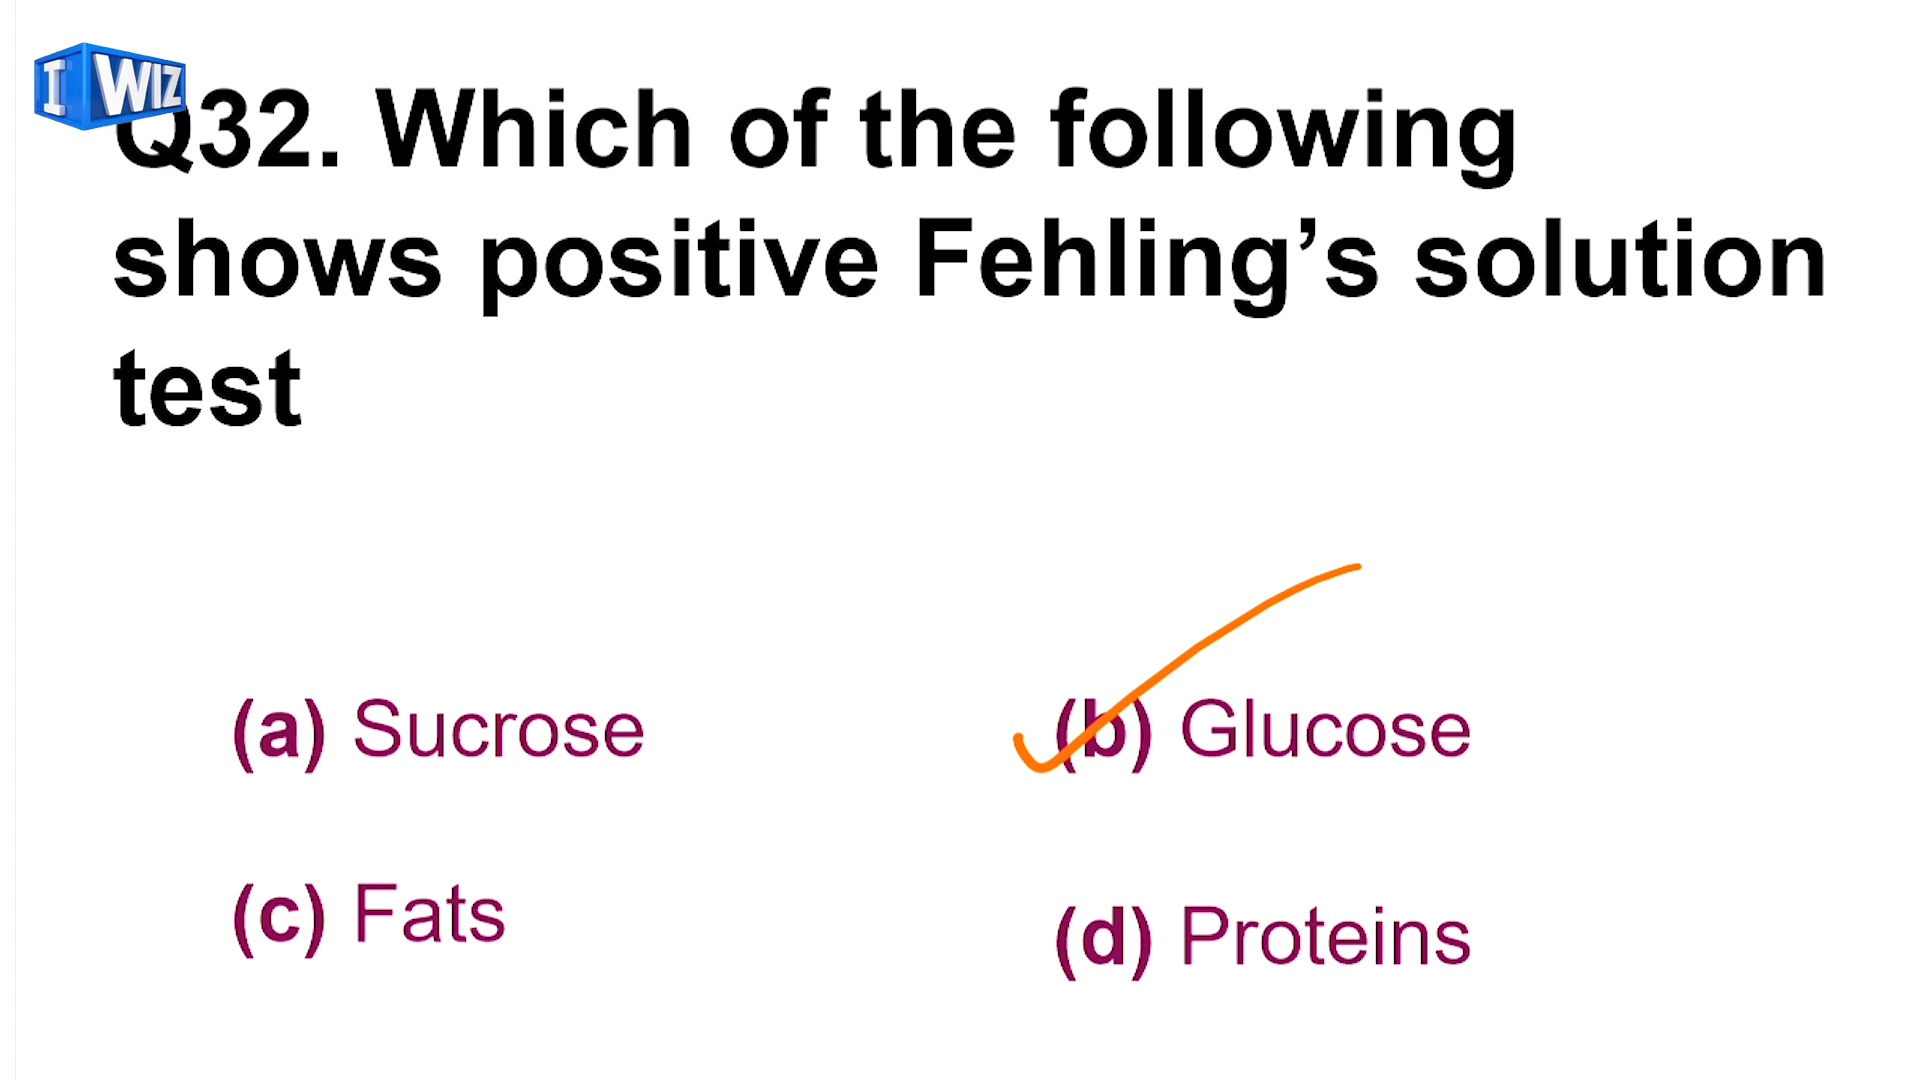 I WIZ
Q32. Which of the following
shows positive Fehling’s solution
test
(a) Sucrose
(b) Glucose
(c) Fats
(d) Proteins